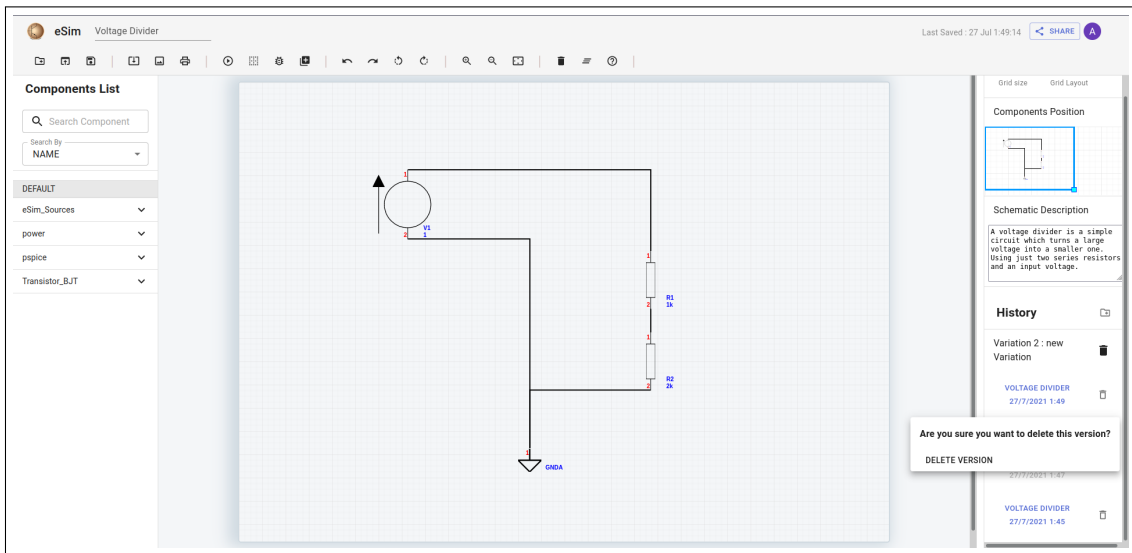 eSim
Voltage Divider
Last Saved : 27 Jul 1:49:14
SHARE
A
Components List
Search Component
Search By
NAME
DEFAULT
eSim_Sources
power
pspice
Transistor_BJT
1
2
V1
1
1
2
R1
1k
1
2
R2
2k
1
GNDA
Grid size
Grid Layout
Components Position
Schematic Description
A voltage divider is a simple
circuit which turns a large
voltage into a smaller one.
Using just two series resistors
and an input voltage.
History
Variation 2 : new
Variation
VOLTAGE DIVIDER
27/7/2021 1:49
Are you sure you want to delete this version?
DELETE VERSION
27/7/2021 1:47
VOLTAGE DIVIDER
27/7/2021 1:45